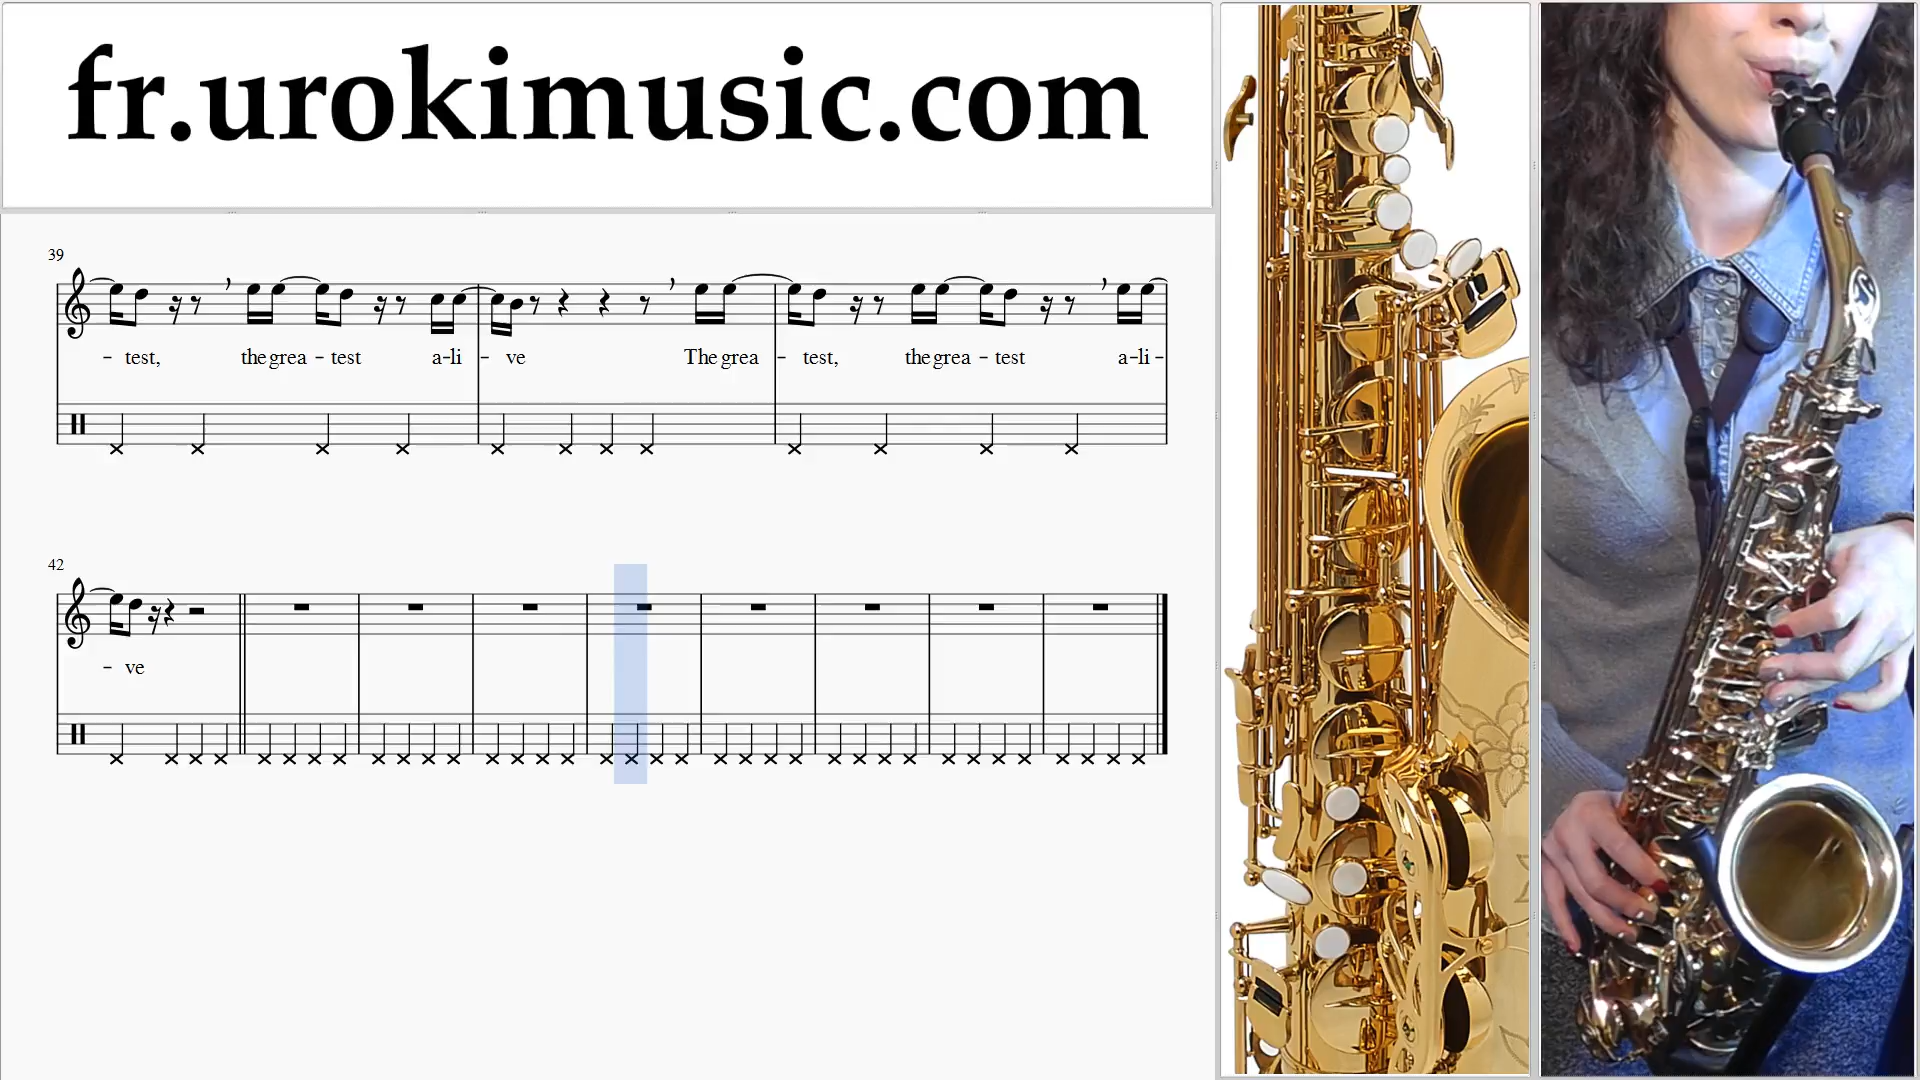 fr.urokimusic.com
39
- test, the grea - test a-li - ve The grea - test, the grea - test a-li -
42
- ve